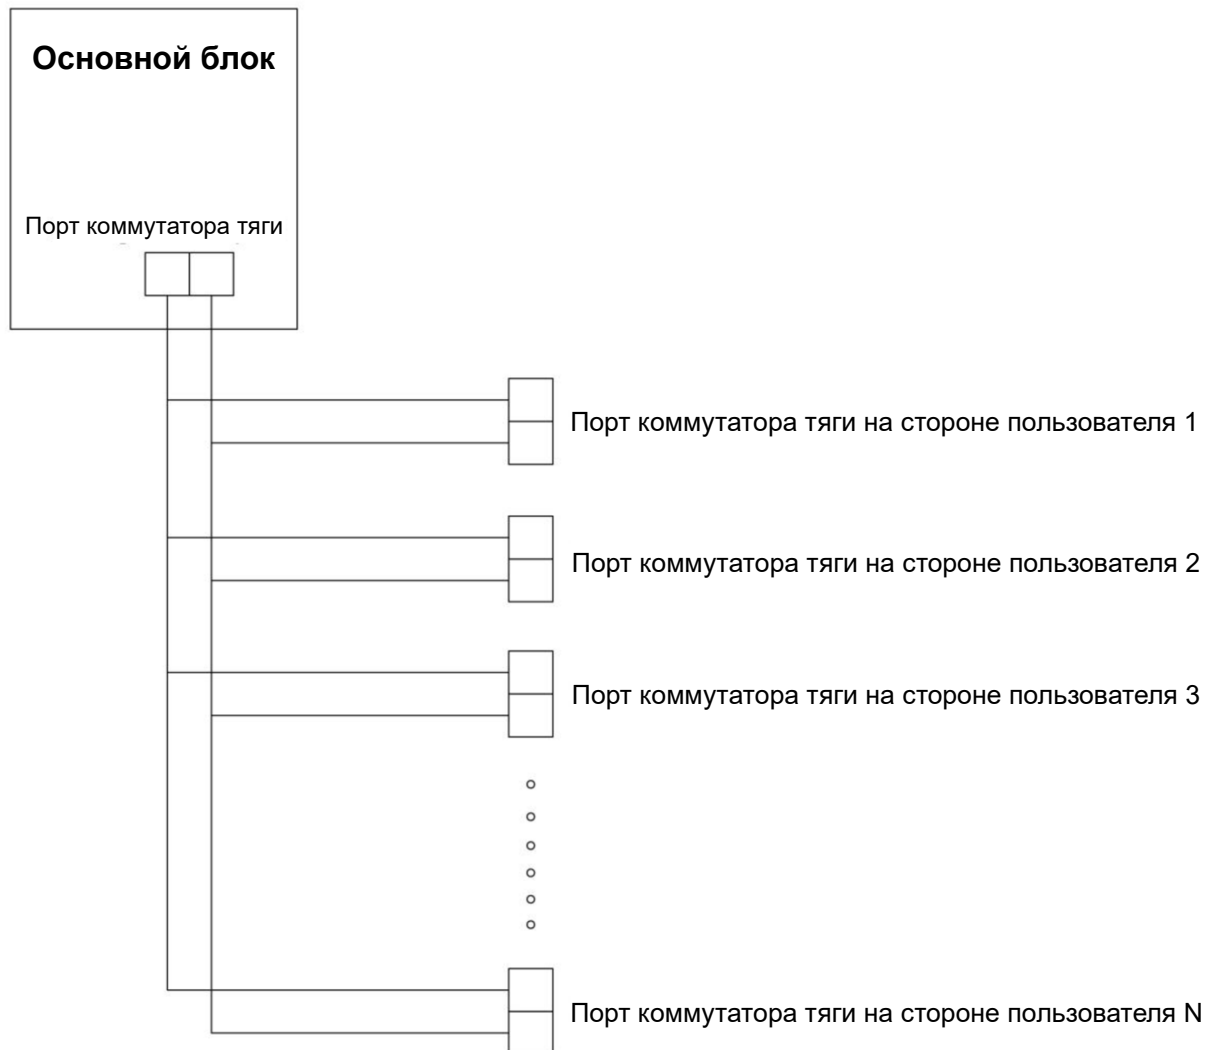 Основной блок
Порт коммутатора тяги
Порт коммутатора тяги на стороне пользователя 1
Порт коммутатора тяги на стороне пользователя 2
Порт коммутатора тяги на стороне пользователя 3
Порт коммутатора тяги на стороне пользователя N